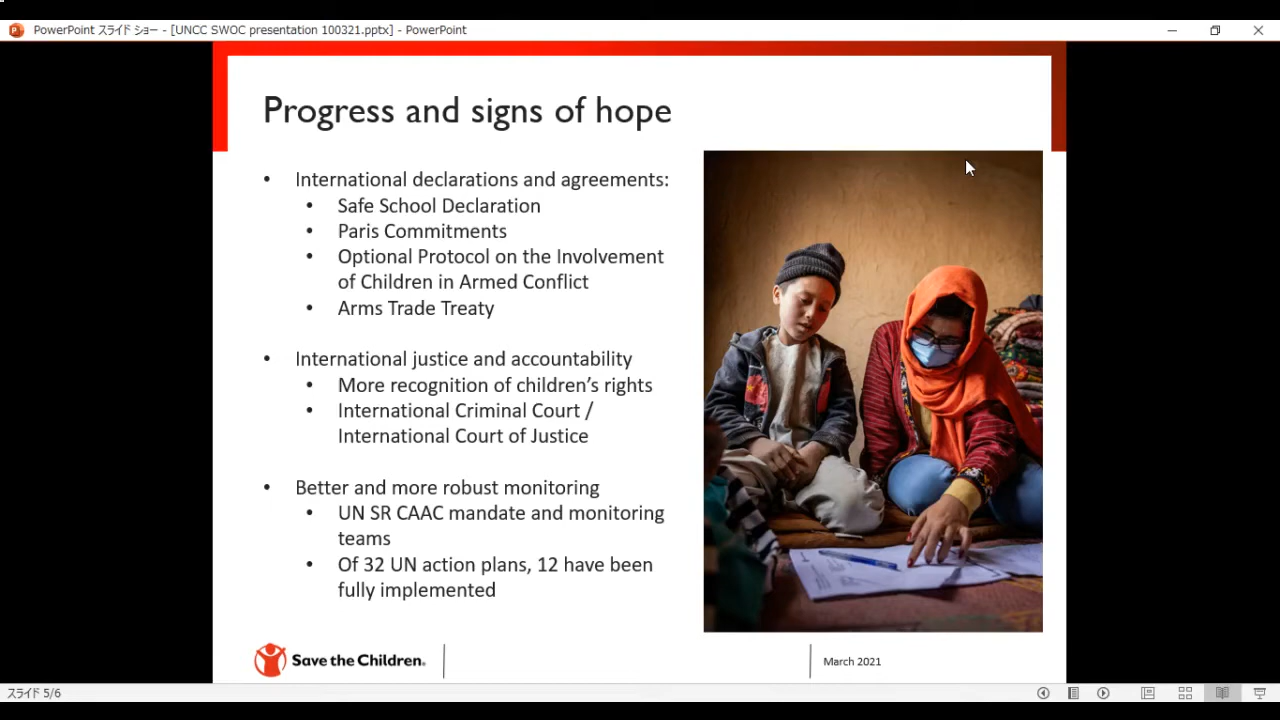 PowerPoint スライド ショー - [UNCC SWOC presentation 100321.pptx] - PowerPoint
Progress and signs of hope
• International declarations and agreements:
• Safe School Declaration
• Paris Commitments
• Optional Protocol on the Involvement
of Children in Armed Conflict
• Arms Trade Treaty
• International justice and accountability
• More recognition of children’s rights
• International Criminal Court /
International Court of Justice
• Better and more robust monitoring
• UN SR CAAC mandate and monitoring
teams
• Of 32 UN action plans, 12 have been
fully implemented
Save the Children.
March 2021
スライド 5/6